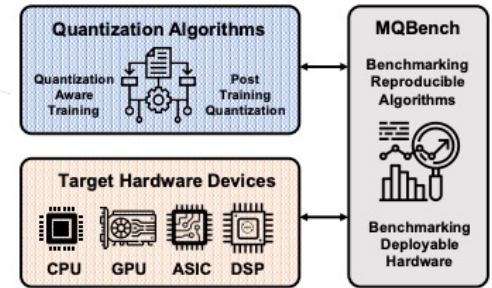 Quantization Algorithms
Quantization
Aware
Training
Post
Training
Quantization
Target Hardware Devices
CPU
GPU
ASIC
DSP
MQBench
Benchmarking
Reproducible
Algorithms
Benchmarking
Deployable
Hardware